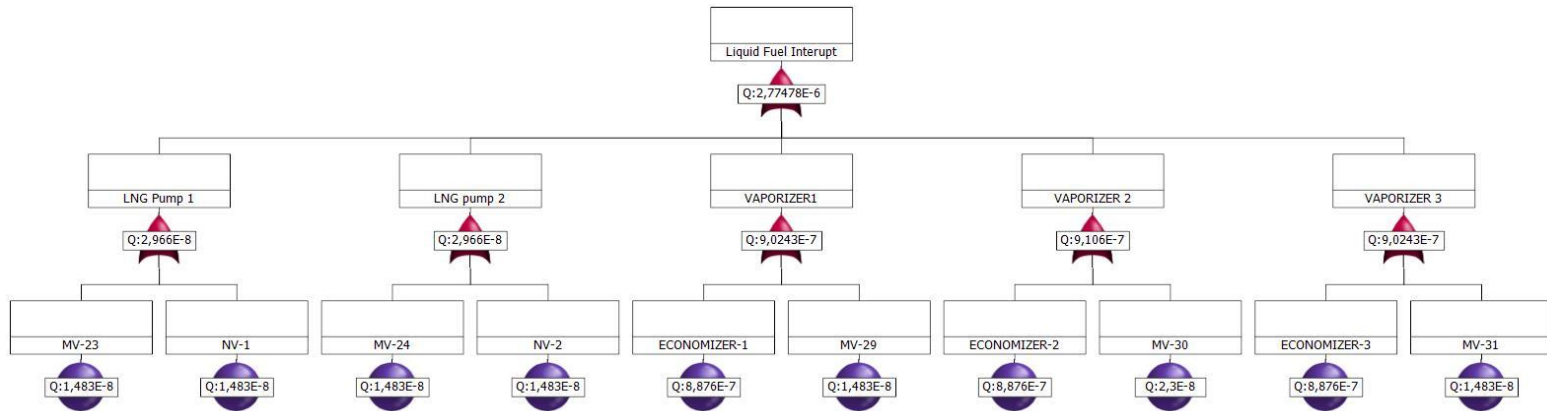 Liquid Fuel Interupt
Q:2,77478E-6
LNG Pump 1
LNG pump 2
VAPORIZER1
VAPORIZER 2
VAPORIZER 3
Q:2,966E-8
Q:2,966E-8
Q:9,0243E-7
Q:9,106E-7
Q:9,0243E-7
MV-23
NV-1
MV-24
NV-2
ECONOMIZER-1
MV-29
ECONOMIZER-2
MV-30
ECONOMIZER-3
MV-31
Q:1,483E-8
Q:1,483E-8
Q:1,483E-8
Q:1,483E-8
Q:8,876E-7
Q:1,483E-8
Q:8,876E-7
Q:2,3E-8
Q:8,876E-7
Q:1,483E-8